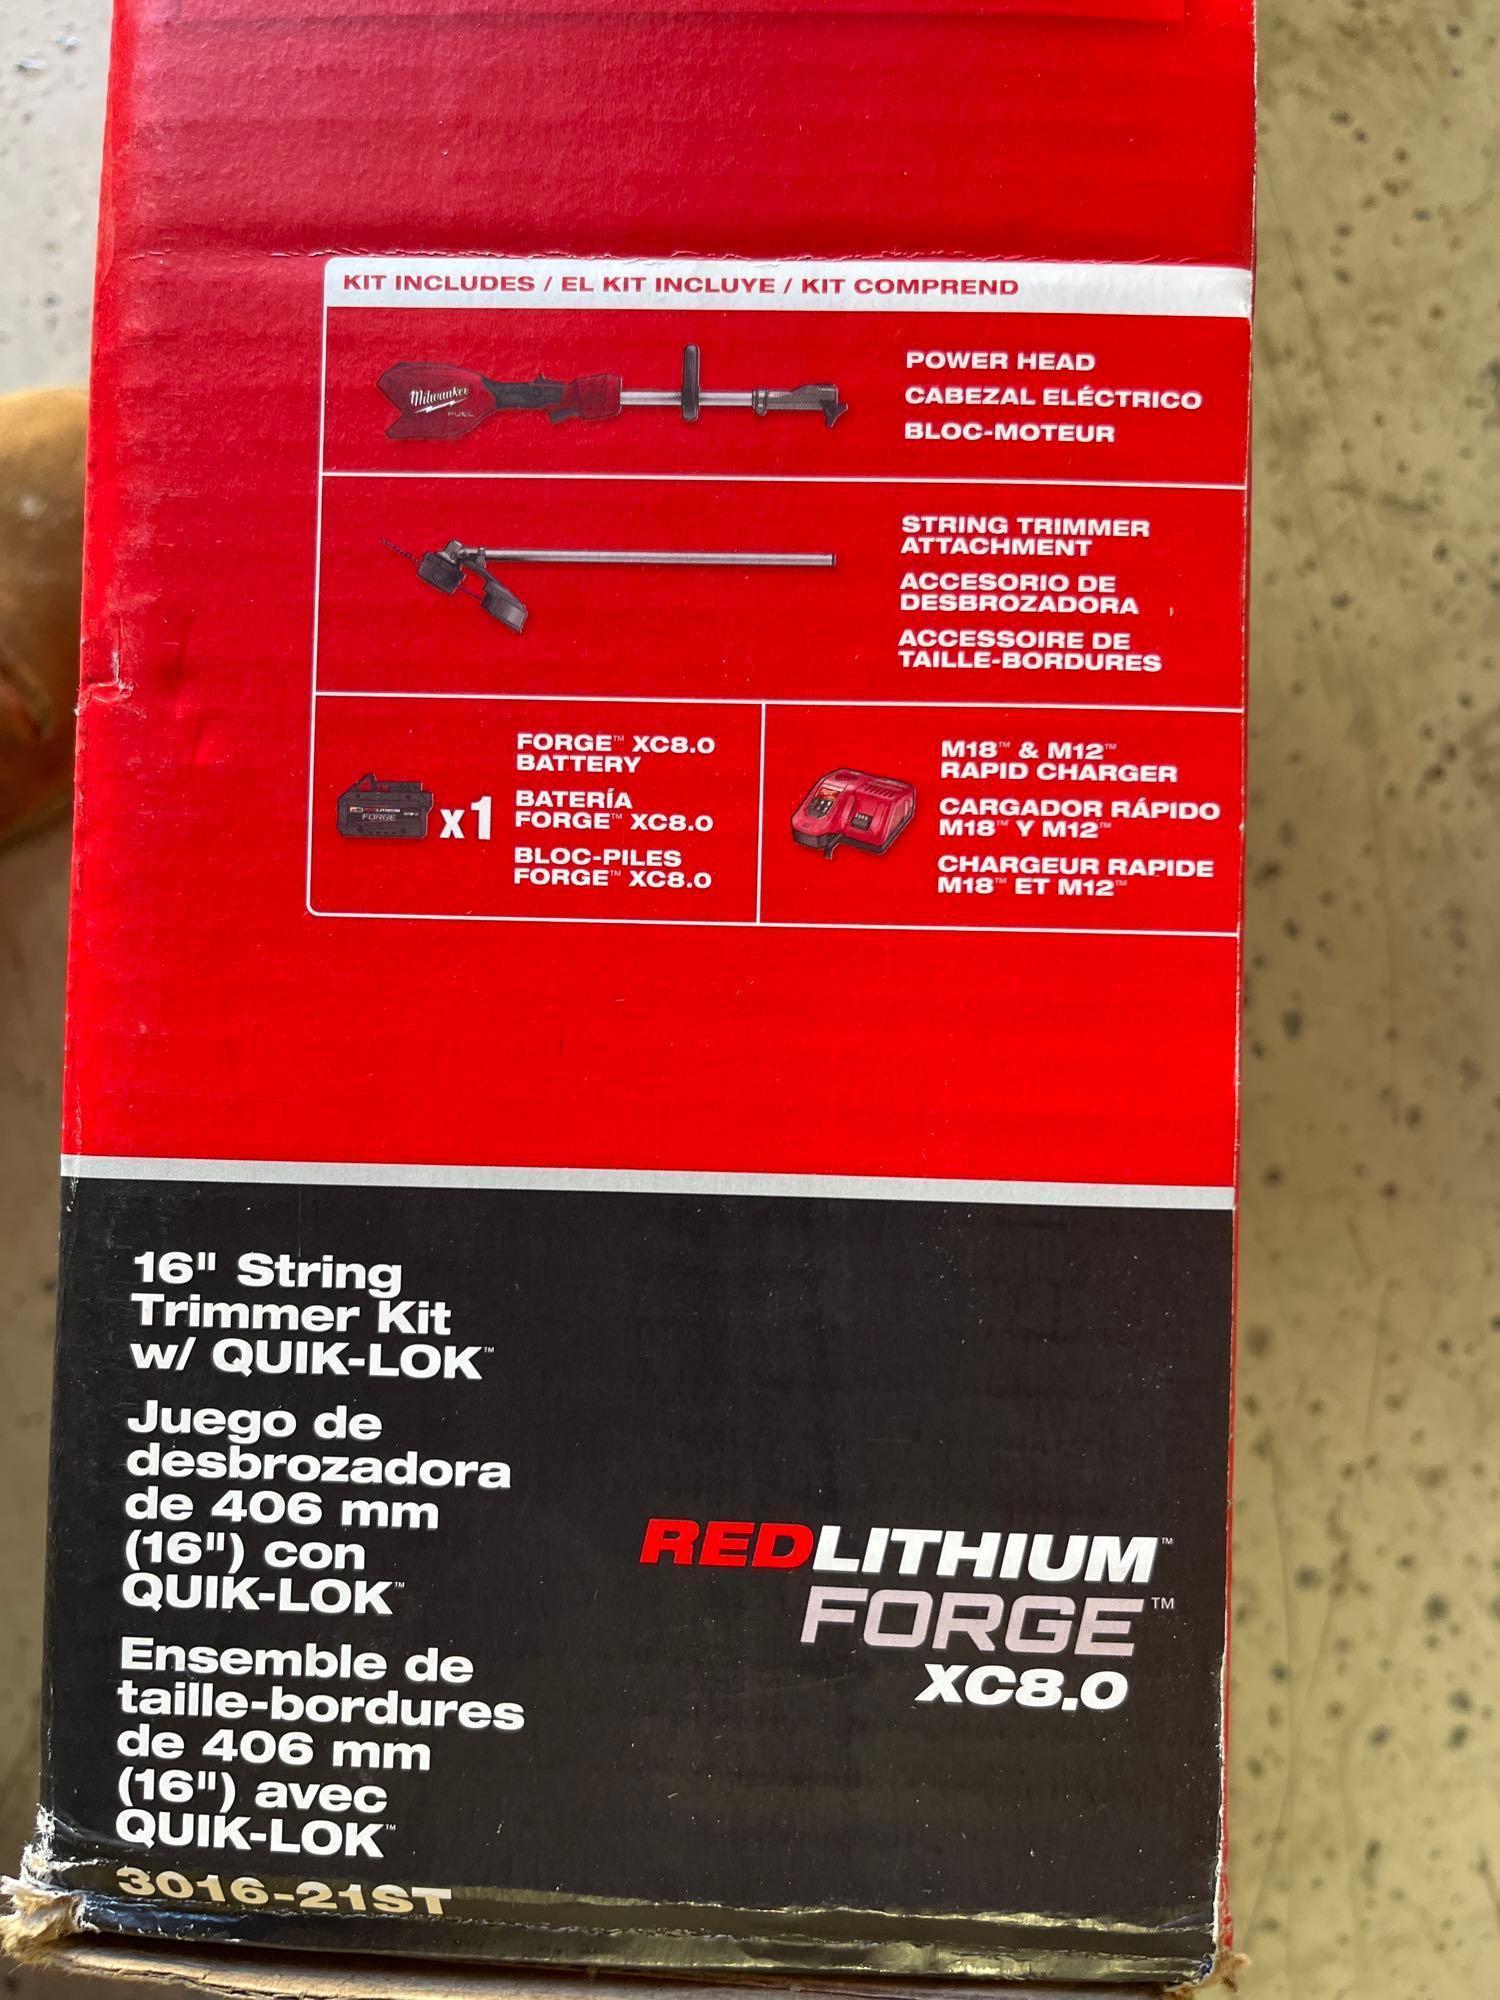 KIT INCLUDES / EL KIT INCLUYE / KIT COMPREND
Milwaukee
FUEL
POWER HEAD
CABEZAL ELÉCTRICO
BLOC-MOTEUR
STRING TRIMMER
ATTACHMENT
ACCESORIO DE
DESBROZADORA
ACCESSOIRE DE
TAILLE-BORDURES
FORGE
x1
FORGE™ XC8.0
BATTERY
BATERÍA
FORGE™ XC8.0
BLOC-PILES
FORGE™ XC8.0
M18™ & M12™
RAPID CHARGER
CARGADOR RÁPIDO
M18™ Y M12™
CHARGEUR RAPIDE
M18™ ET M12™
16" String
Trimmer Kit
w/ QUIK-LOK™
Juego de
desbrozadora
de 406 mm
(16") con
QUIK-LOK™
Ensemble de
taille-bordures
de 406 mm
(16") avec
QUIK-LOK™
3016-21ST
REDLITHIUM™
FORGE™
XC8.0